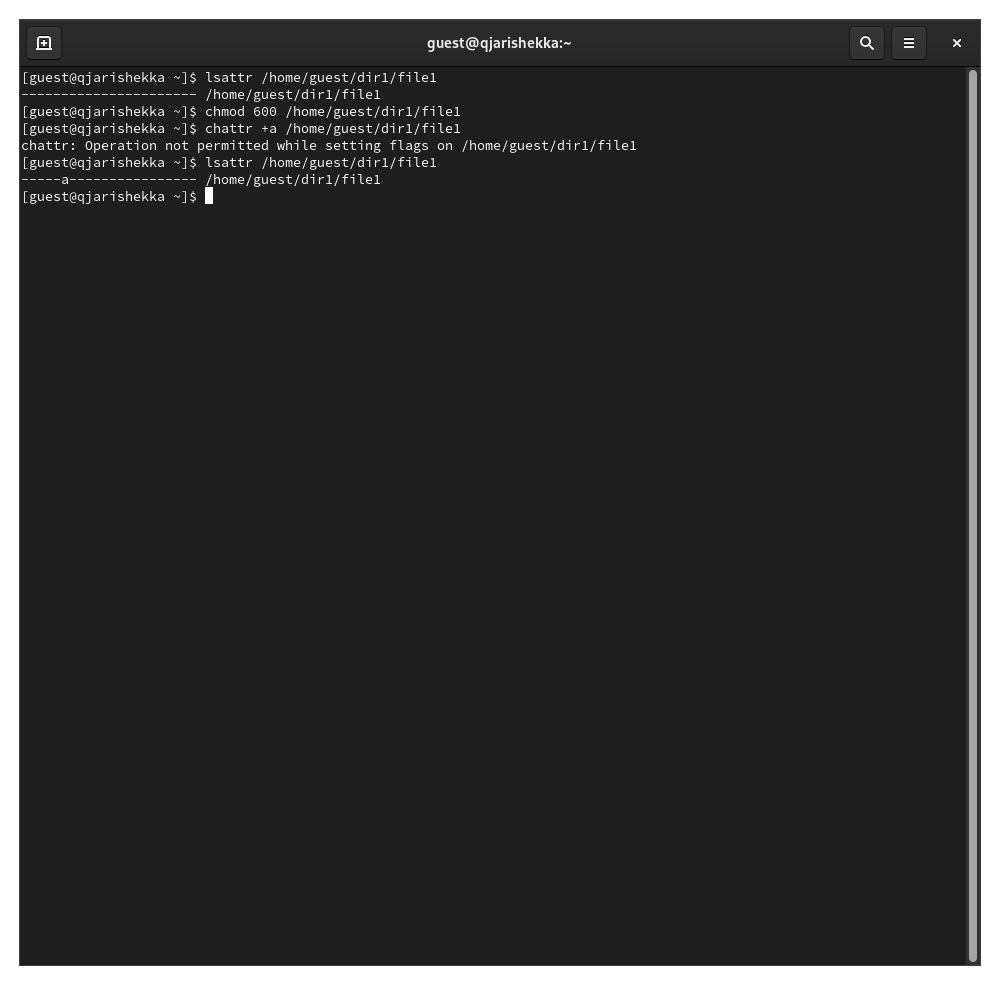 guest@qjarishekka:~
[guest@qjarishekka ~]$ lsattr /home/guest/dir1/file1
---------------------- /home/guest/dir1/file1
[guest@qjarishekka ~]$ chmod 600 /home/guest/dir1/file1
[guest@qjarishekka ~]$ chattr +a /home/guest/dir1/file1
chattr: Operation not permitted while setting flags on /home/guest/dir1/file1
[guest@qjarishekka ~]$ lsattr /home/guest/dir1/file1
-----a---------------- /home/guest/dir1/file1
[guest@qjarishekka ~]$